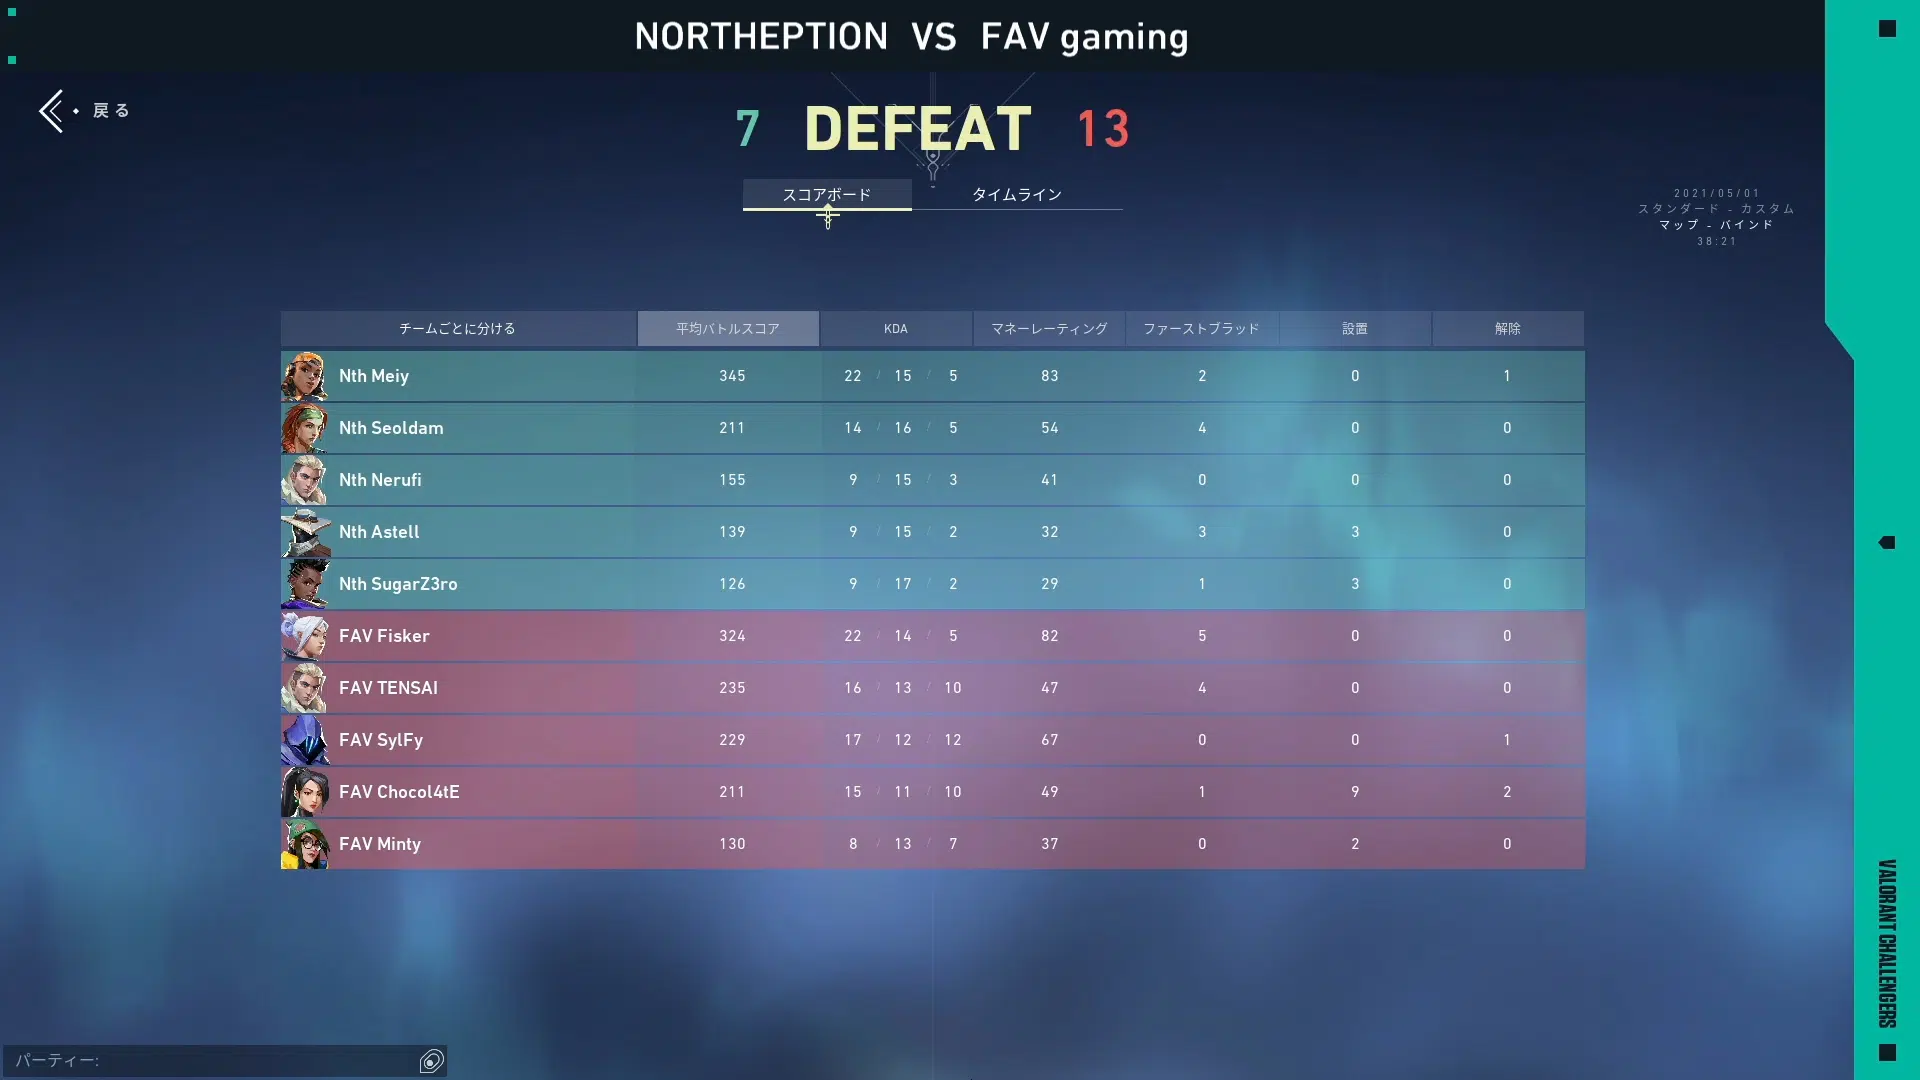 NORTHEPTION VS FAV gaming
戻る
7 DEFEAT 13
スコアボード タイムライン
2021/05/01
スタンダード - カスタム
マップ - バインド
38:21
チームごとに分ける 平均バトルスコア KDA マネーレーティング ファーストブラッド 設置 解除
Nth Meiy 345 22 / 15 / 5 83 2 0 1
Nth Seoldam 211 14 / 16 / 5 54 4 0 0
Nth Nerufi 155 9 / 15 / 3 41 0 0 0
Nth Astell 139 9 / 15 / 2 32 3 3 0
Nth SugarZ3ro 126 9 / 17 / 2 29 1 3 0
FAV Fisker 324 22 / 14 / 5 82 5 0 0
FAV TENSAI 235 16 / 13 / 10 47 4 0 0
FAV SylFy 229 17 / 12 / 12 67 0 0 1
FAV Chocol4tE 211 15 / 11 / 10 49 1 9 2
FAV Minty 130 8 / 13 / 7 37 0 2 0
パーティー:
VALORANT CHALLENGERS